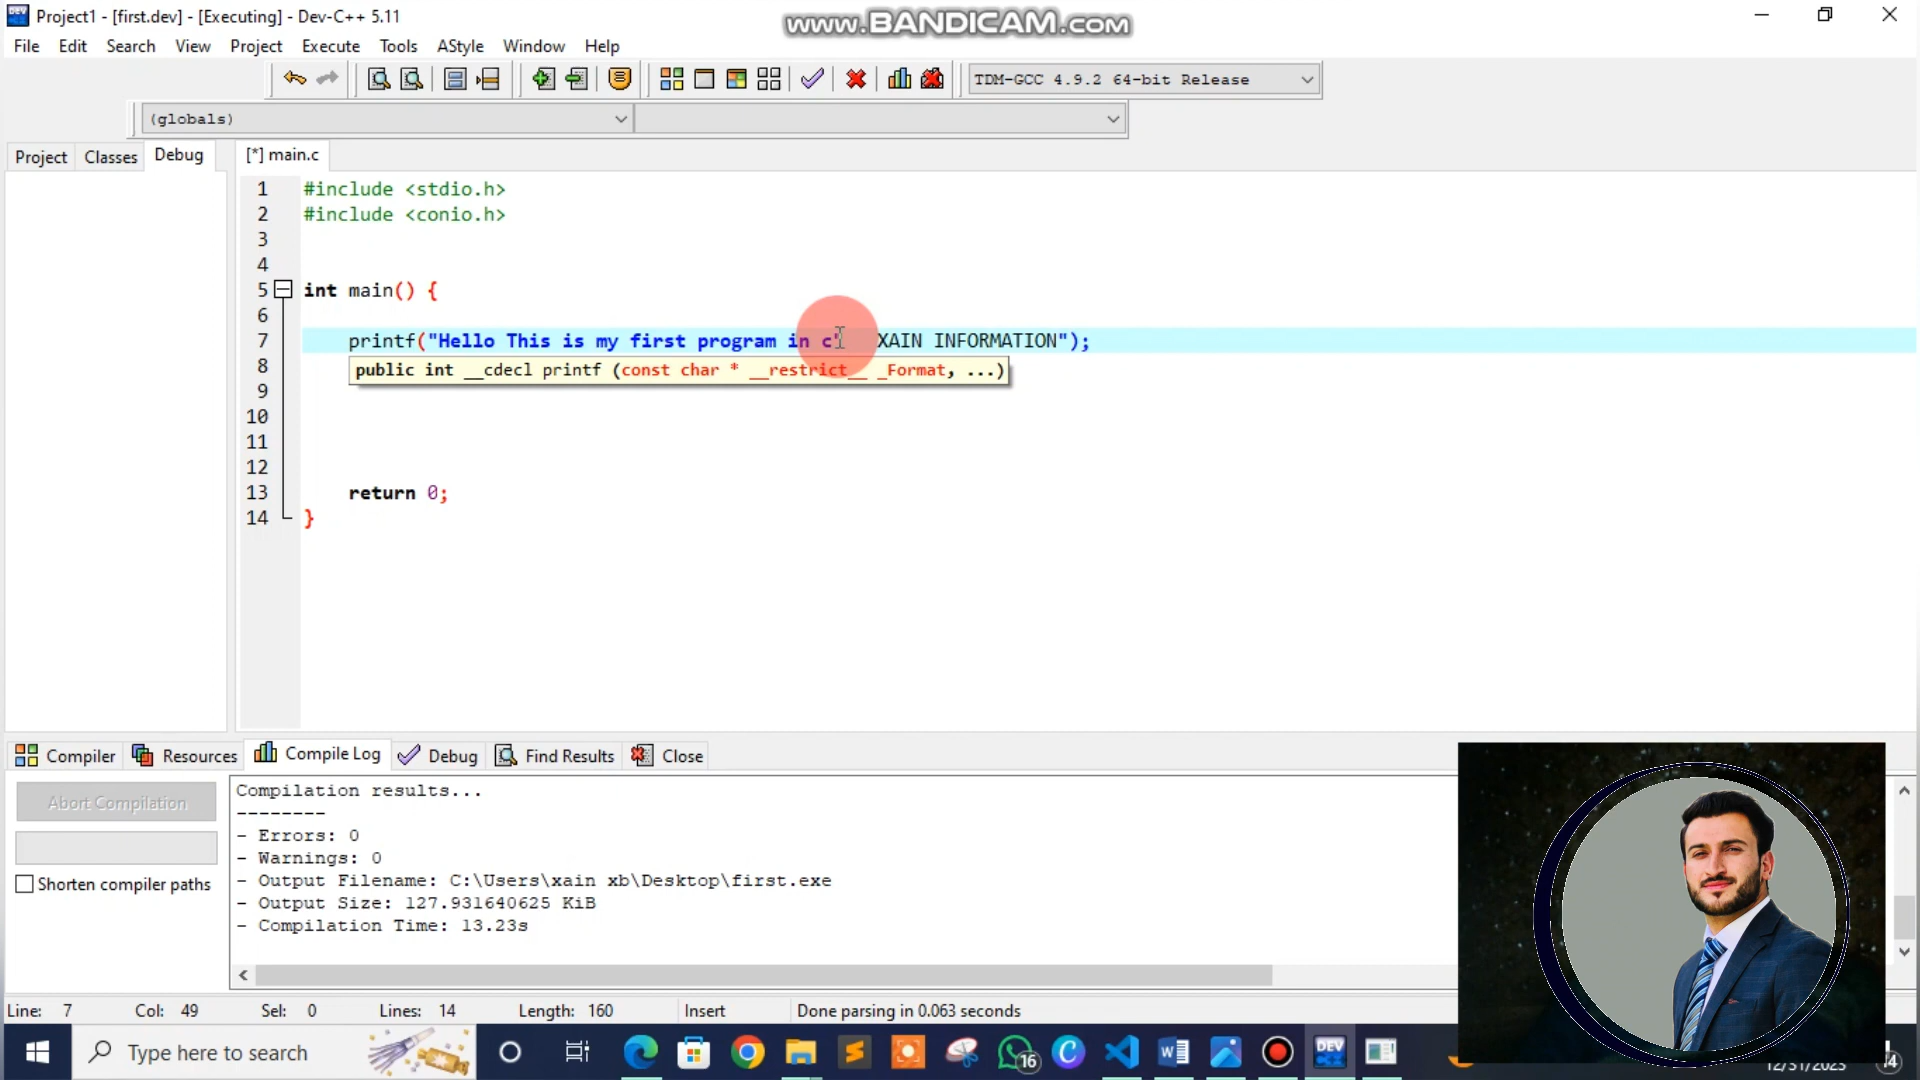 Project1 - [first.dev] - [Executing] - Dev-C++ 5.11
www.BANDICAM.com
File Edit Search View Project Execute Tools AStyle Window Help
TDM-GCC 4.9.2 64-bit Release
(globals)
Project Classes Debug [*] main.c
1 #include <stdio.h>
2 #include <conio.h>
3
4
5 int main() {
6
7 printf("Hello This is my first program in c" XAIN INFORMATION");
8 public int __cdecl printf (const char * __restrict__ _Format, ...)
9
10
11
12
13 return 0;
14 }
Compiler Resources Compile Log Debug Find Results Close
Abort Compilation
Shorten compiler paths
Compilation results...
--------
- Errors: 0
- Warnings: 0
- Output Filename: C:\Users\xain xb\Desktop\first.exe
- Output Size: 127.931640625 KiB
- Compilation Time: 13.23s
Line: 7 Col: 49 Sel: 0 Lines: 14 Length: 160 Insert Done parsing in 0.063 seconds
Type here to search
16
DEV
12/31/2023